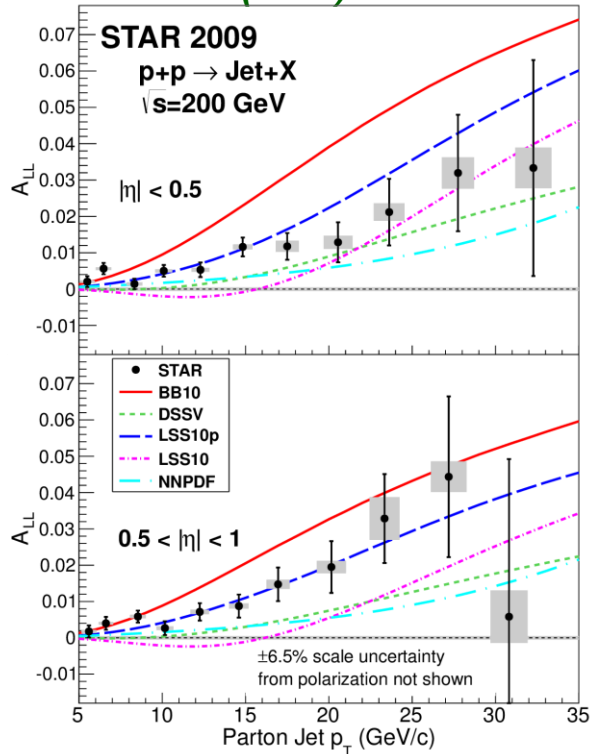 STAR 2009
p+p → Jet+X
√s=200 GeV
|η| < 0.5
A_LL
0.07
0.06
0.05
0.04
0.03
0.02
0.01
0
-0.01
STAR
BB10
DSSV
LSS10p
LSS10
NNPDF
0.5 < |η| < 1
A_LL
0.07
0.06
0.05
0.04
0.03
0.02
0.01
0
-0.01
±6.5% scale uncertainty
from polarization not shown
5 10 15 20 25 30 35
Parton Jet p_T (GeV/c)